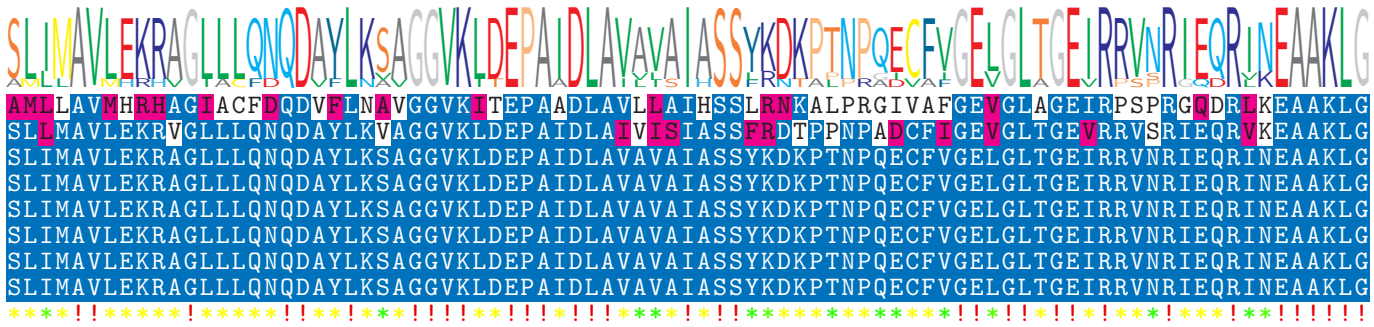 SLIMAVLEKRAGLLLQNQDAYLKSAGGVKLDEPAIDLAVAVAIASSYKDKPTNPQECFVGELGLTGEIRRVNRIEQRINEAAKLG
AMLLAVMHRHAGIACFDQDVFLNAVGGVKITEPAADLAVLLAIHSSLRNKALPRGIVAFGEVGLAGEIRPSPRGQDRLKEAAKLG
SLLMAVLEKRVGLLLQNQDAYLKVAGGVKLDEPAIDLAIVISIASSFRDTPPNPADCFIGEVGLTGEVRRVSRIEQRVKEAAKLG
SLIMAVLEKRAGLLLQNQDAYLKSAGGVKLDEPAIDLAVAVAIASSYKDKPTNPQECFVGELGLTGEIRRVNRIEQRINEAAKLG
SLIMAVLEKRAGLLLQNQDAYLKSAGGVKLDEPAIDLAVAVAIASSYKDKPTNPQECFVGELGLTGEIRRVNRIEQRINEAAKLG
SLIMAVLEKRAGLLLQNQDAYLKSAGGVKLDEPAIDLAVAVAIASSYKDKPTNPQECFVGELGLTGEIRRVNRIEQRINEAAKLG
SLIMAVLEKRAGLLLQNQDAYLKSAGGVKLDEPAIDLAVAVAIASSYKDKPTNPQECFVGELGLTGEIRRVNRIEQRINEAAKLG
SLIMAVLEKRAGLLLQNQDAYLKSAGGVKLDEPAIDLAVAVAIASSYKDKPTNPQECFVGELGLTGEIRRVNRIEQRINEAAKLG
SLIMAVLEKRAGLLLQNQDAYLKSAGGVKLDEPAIDLAVAVAIASSYKDKPTNPQECFVGELGLTGEIRRVNRIEQRINEAAKLG
****!!*****!*****!!**!***!!!!**!!!*!!!****!*!!*************!!*!!*!!*!***!***!**!!!!!!